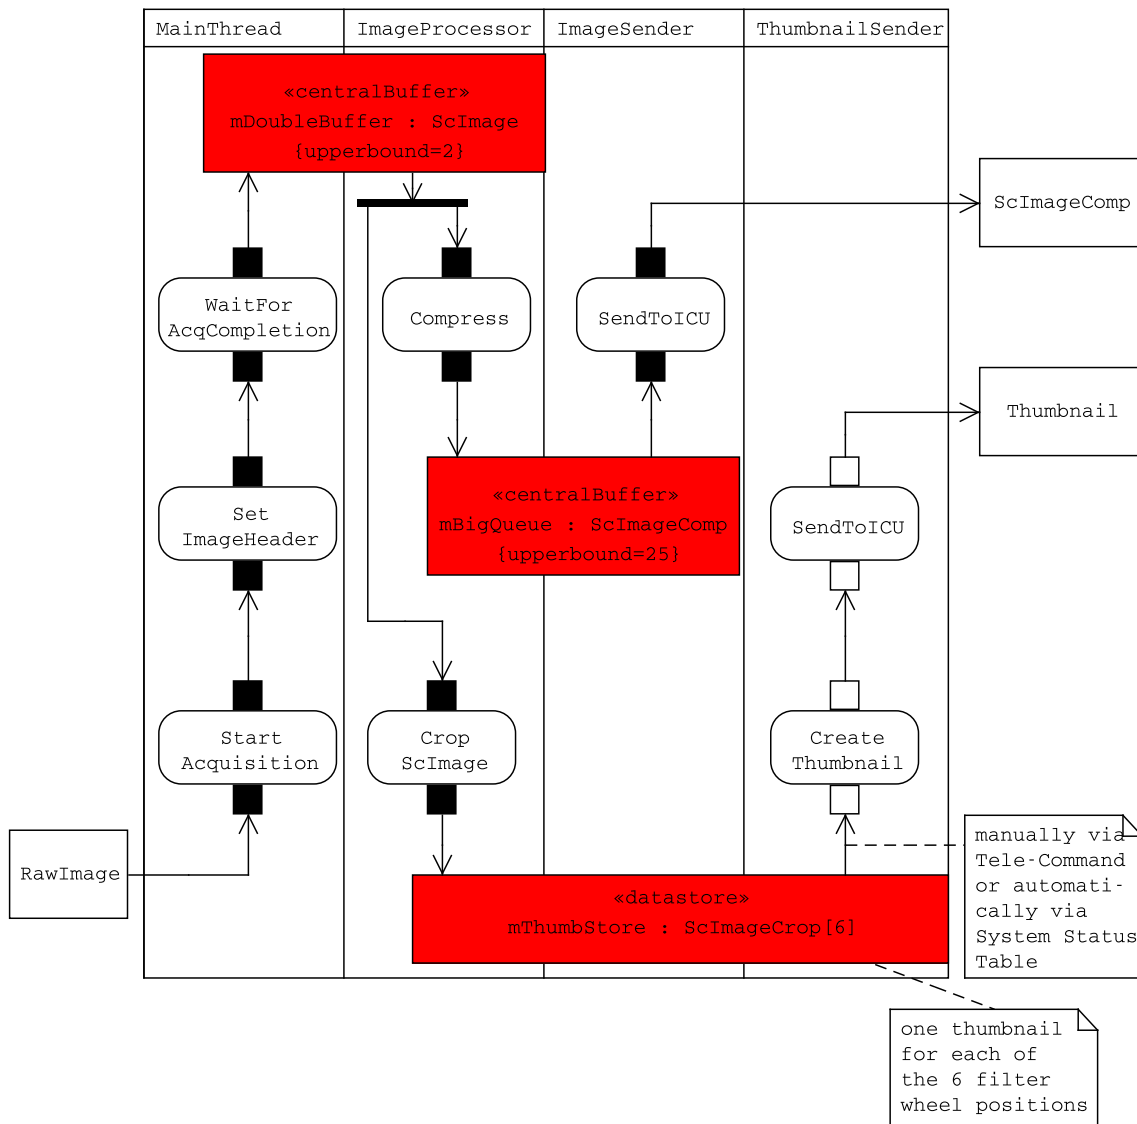 MainThread
ImageProcessor
ImageSender
ThumbnailSender
«centralBuffer»
mDoubleBuffer : ScImage
{upperbound=2}
ScImageComp
WaitFor
AcqCompletion
Compress
SendToICU
Thumbnail
«centralBuffer»
mBigQueue : ScImageComp
{upperbound=25}
Set
ImageHeader
SendToICU
Start
Acquisition
Crop
ScImage
Create
Thumbnail
RawImage
manually via
Tele-Command
or automati-
cally via
System Status
Table
«datastore»
mThumbStore : ScImageCrop[6]
one thumbnail
for each of
the 6 filter
wheel positions